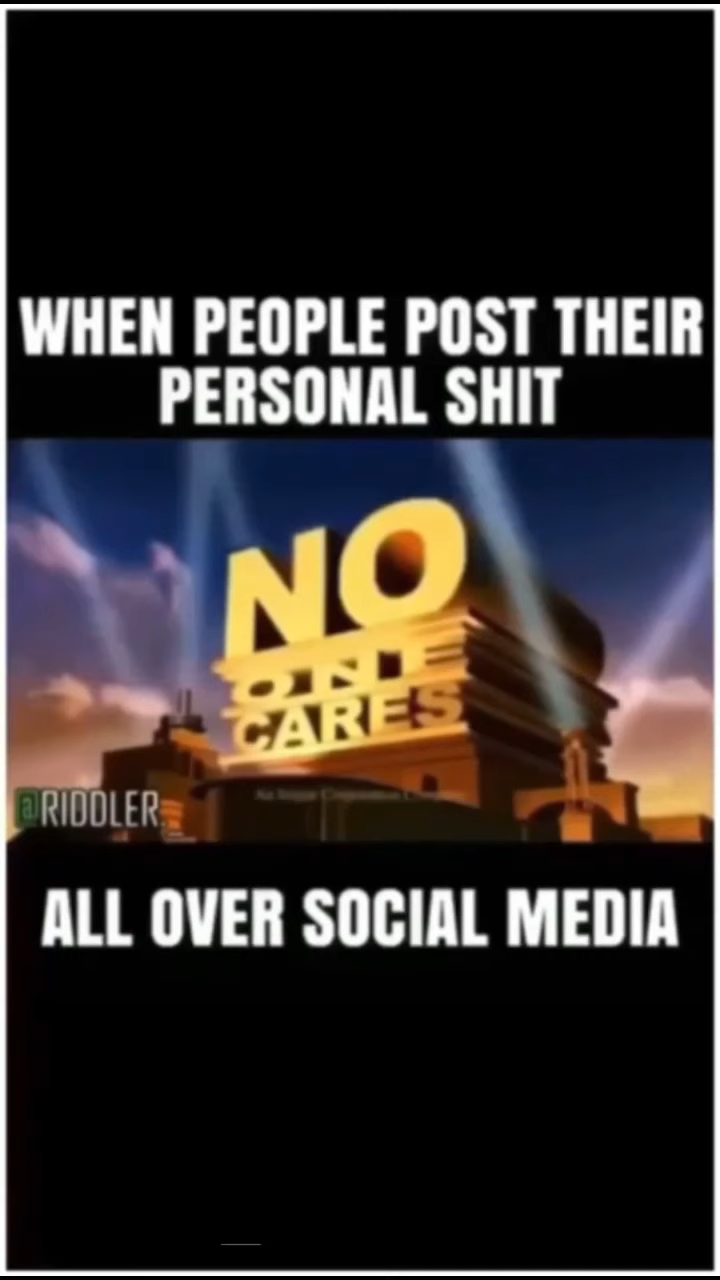 WHEN PEOPLE POST THEIR
PERSONAL SHIT
NO
ONE
CARES
@RIDDLER
ALL OVER SOCIAL MEDIA